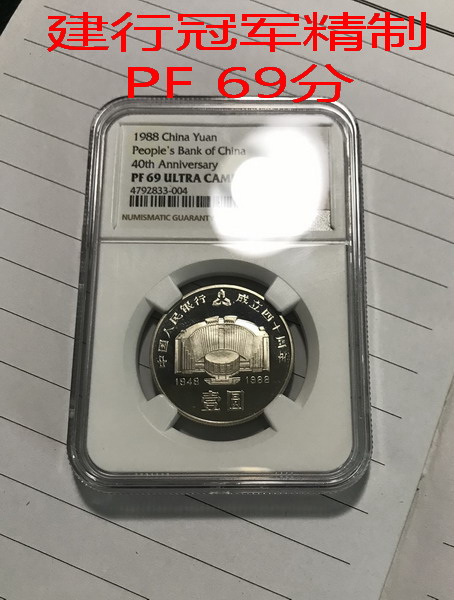 建行冠军精制
PF 69分
1988 China Yuan
People's Bank of China
40th Anniversary
PF 69 ULTRA CAM
4792833-004
NUMISMATIC GUARANT
中国人民银行 成立四十周年
1948 1988
壹圆